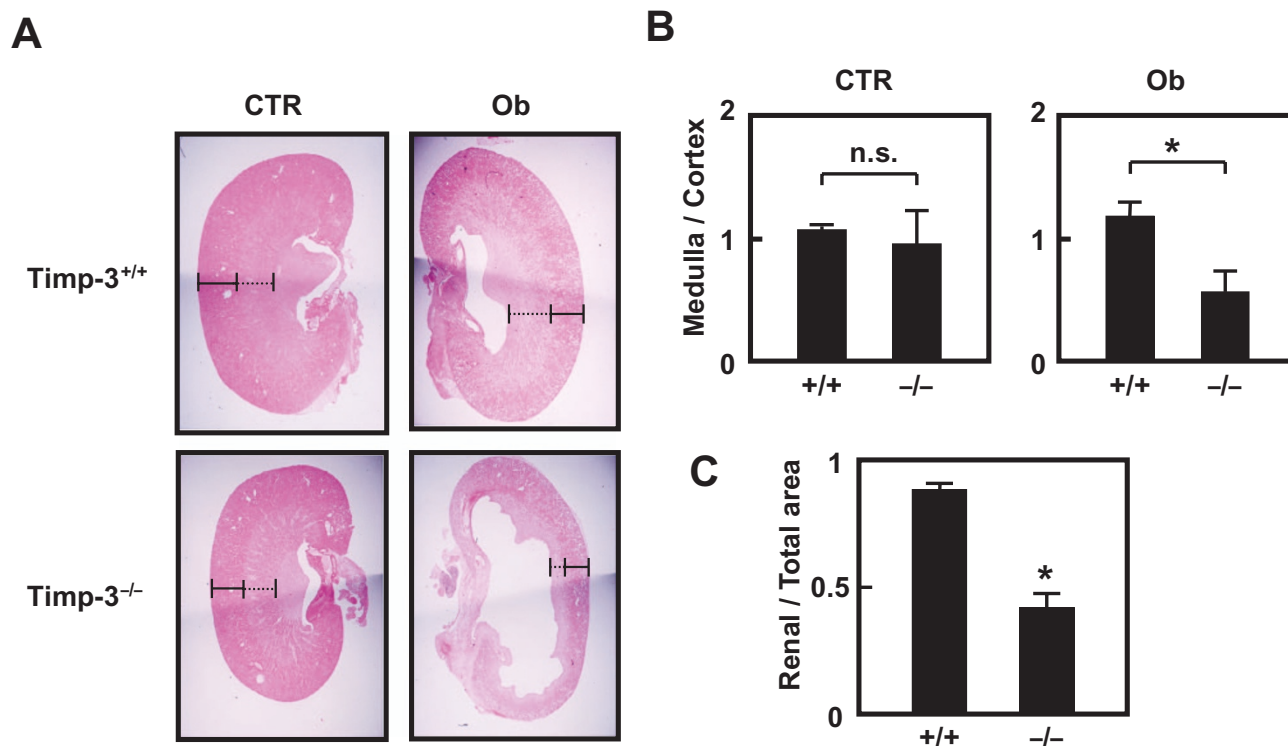 A
CTR Ob
Timp-3+/+
Timp-3–/–
B
CTR Ob
Medulla / Cortex
2
1
0
n.s.
+/+ –/–
2
1
0
*
+/+ –/–
C
Renal / Total area
1
0.5
0
*
+/+ –/–